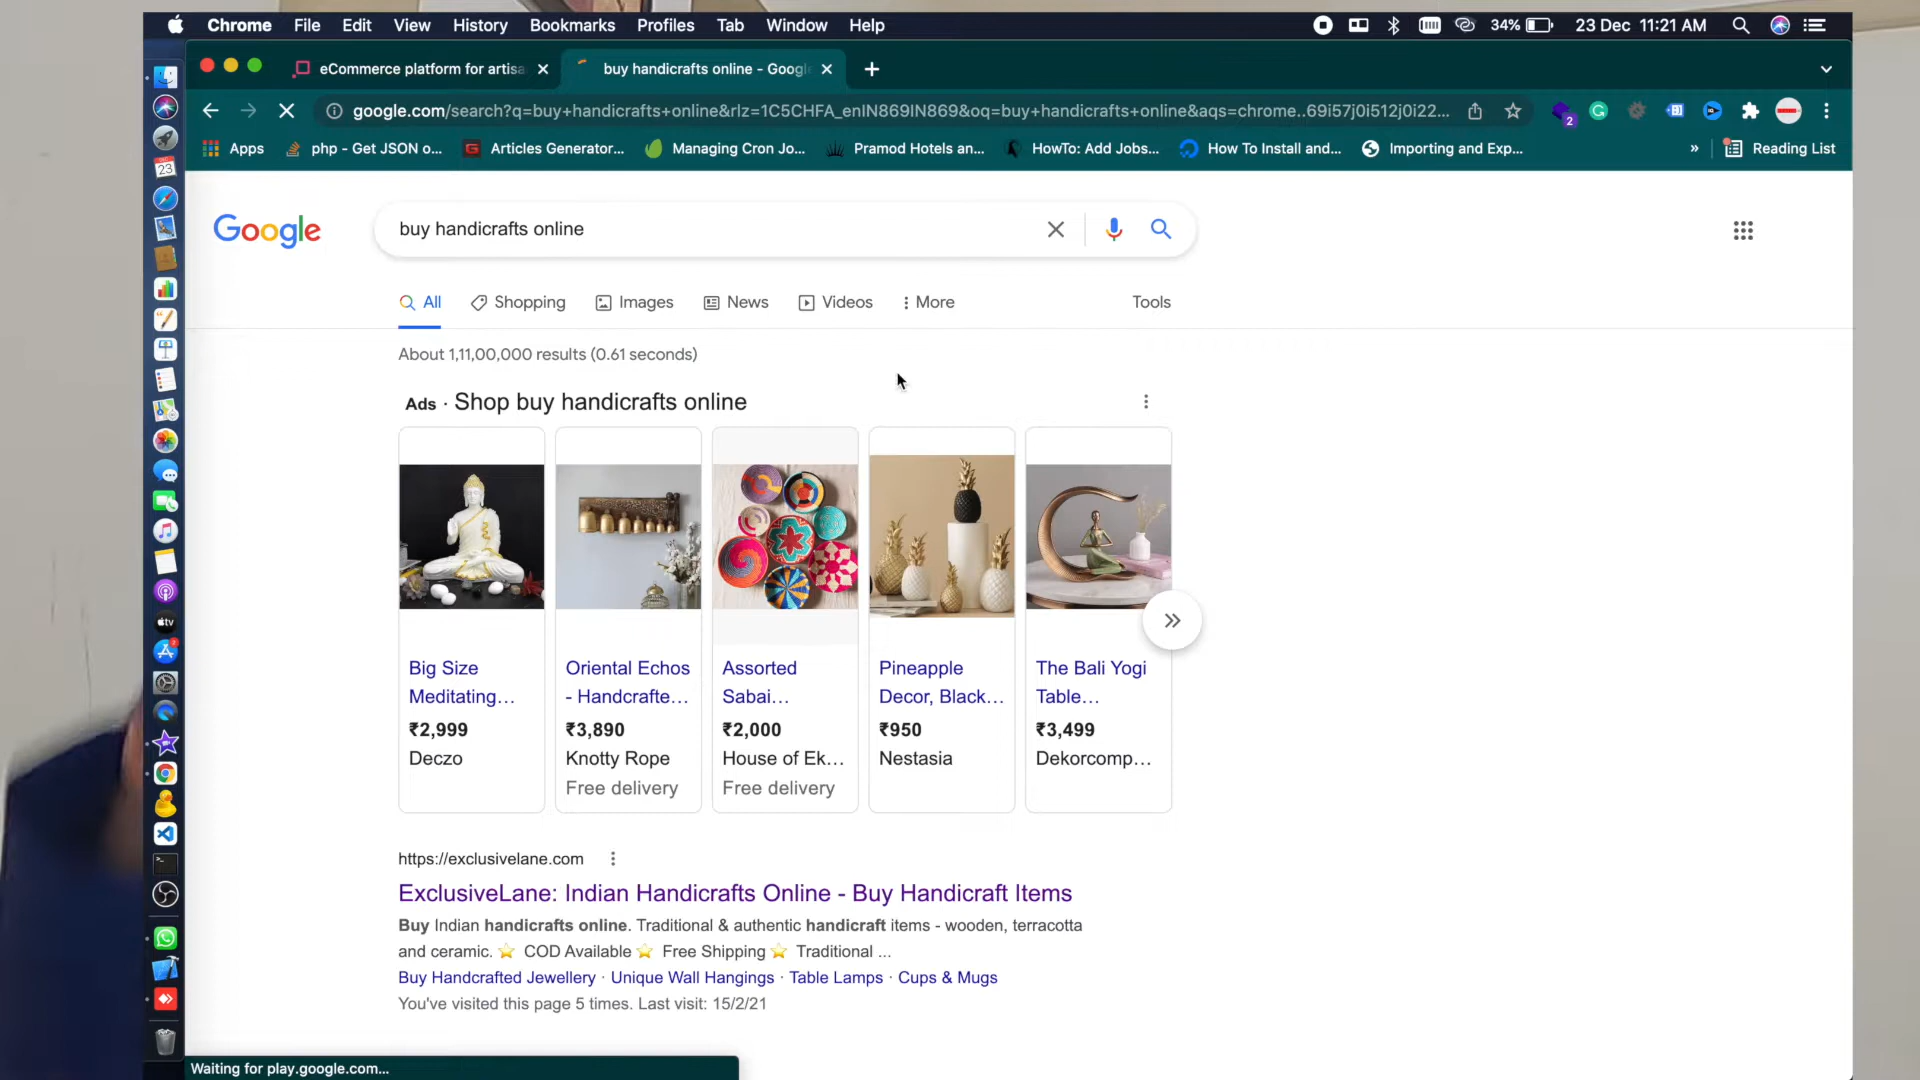 Chrome File Edit View History Bookmarks Profiles Tab Window Help 34% 23 Dec 11:21 AM
eCommerce platform for artisa buy handicrafts online - Googl
google.com/search?q=buy+handicrafts+online&rlz=1C5CHFA_enIN869IN869&oq=buy+handicrafts+online&aqs=chrome..69i57j0i512j0i22... 2
Apps php - Get JSON o... Articles Generator... Managing Cron Jo... Pramod Hotels an... HowTo: Add Jobs... How To Install and... Importing and Exp... » Reading List
Google buy handicrafts online
All Shopping Images News Videos More Tools
About 1,11,00,000 results (0.61 seconds)
Ads · Shop buy handicrafts online
Big Size
Meditating...
₹2,999
Deczo
Oriental Echos
- Handcrafte...
₹3,890
Knotty Rope
Free delivery
Assorted
Sabai...
₹2,000
House of Ek...
Free delivery
Pineapple
Decor, Black...
₹950
Nestasia
The Bali Yogi
Table...
₹3,499
Dekorcomp...
https://exclusivelane.com
ExclusiveLane: Indian Handicrafts Online - Buy Handicraft Items
Buy Indian handicrafts online. Traditional & authentic handicraft items - wooden, terracotta
and ceramic. ⭐ COD Available ⭐ Free Shipping ⭐ Traditional ...
Buy Handcrafted Jewellery · Unique Wall Hangings · Table Lamps · Cups & Mugs
You've visited this page 5 times. Last visit: 15/2/21
Waiting for play.google.com...
23
tv